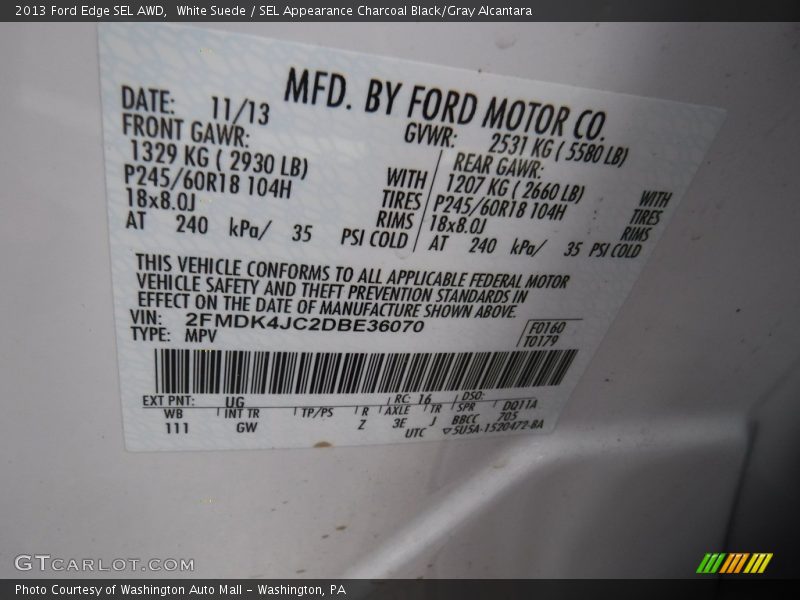 2013 Ford Edge SEL AWD,  White Suede / SEL Appearance Charcoal Black/Gray Alcantara
MFD. BY FORD MOTOR CO.
DATE: 11/13
GVWR: 2531 KG ( 5580 LB)
FRONT GAWR:
1329 KG ( 2930 LB)
P245/60R18 104H
18x8.0J
WITH
TIRES
RIMS
AT 240 kPa/ 35 PSI COLD
REAR GAWR:
1207 KG ( 2660 LB)
P245/60R18 104H
18x8.0J
WITH
TIRES
RIMS
AT 240 kPa/ 35 PSI COLD
THIS VEHICLE CONFORMS TO ALL APPLICABLE FEDERAL MOTOR
VEHICLE SAFETY AND THEFT PREVENTION STANDARDS IN
EFFECT ON THE DATE OF MANUFACTURE SHOWN ABOVE.
VIN: 2FMDK4JC2DBE36070
TYPE: MPV
F0160
T0179
EXT PNT: UG RC: 16 DSO:
WB INT TR TP/PS R AXLE TR SPR DQ11A
111 GW Z 3E J BBCC 705
UTC ▽5U5A-1520472-BA
GTCARLOT.COM
Photo Courtesy of Washington Auto Mall – Washington, PA